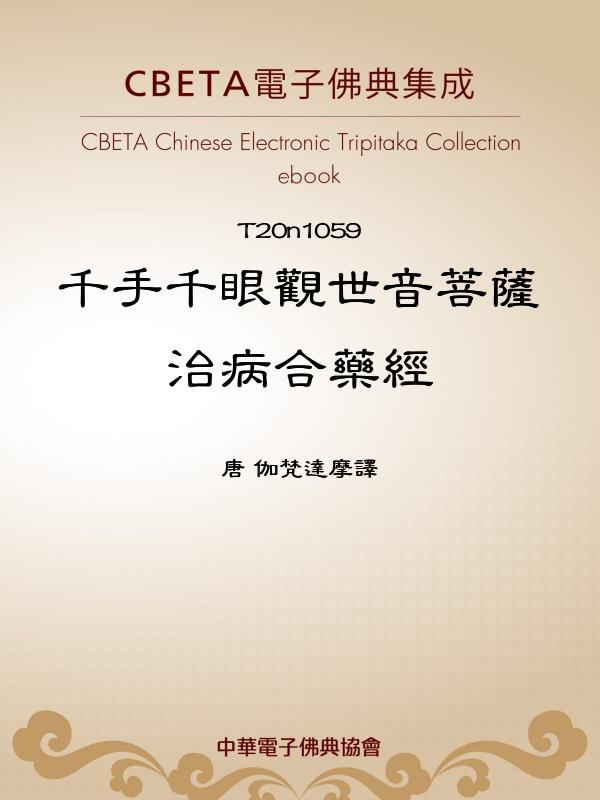 CBETA電子佛典集成
CBETA Chinese Electronic Tripitaka Collection
ebook
T20n1059
千手千眼觀世音菩薩
治病合藥經
唐 伽梵達摩譯
中華電子佛典協會